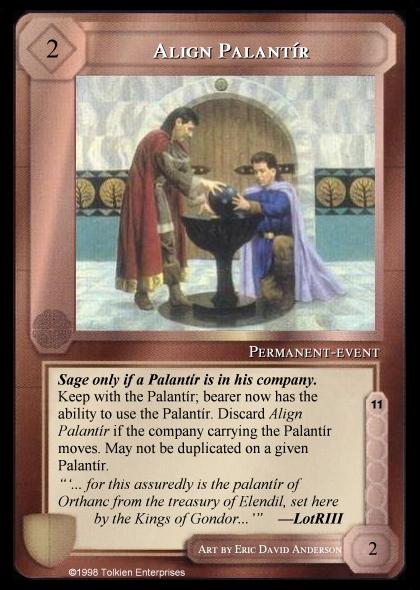 2
ALIGN PALANTÍR
PERMANENT-EVENT
Sage only if a Palantír is in his company.
Keep with the Palantír; bearer now has the
ability to use the Palantír. Discard Align
Palantír if the company carrying the Palantír
moves. May not be duplicated on a given
Palantír.
“‘... for this assuredly is the palantír of
Orthanc from the treasury of Elendil, set here
by the Kings of Gondor...’” —LotRIII
11
ART BY ERIC DAVID ANDERSON
2
©1998 Tolkien Enterprises